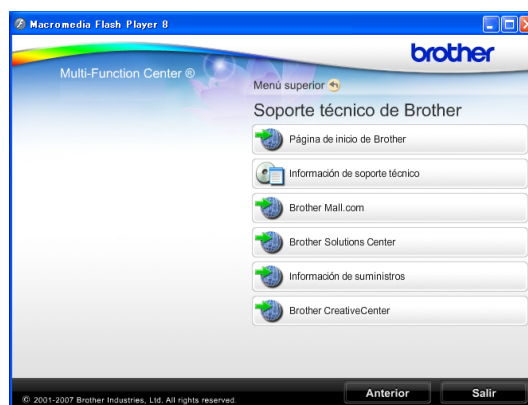 Macromedia Flash Player 8
brother
Multi-Function Center ®
Menú superior
Soporte técnico de Brother
Página de inicio de Brother
Información de soporte técnico
Brother Mall.com
Brother Solutions Center
Información de suministros
Brother CreativeCenter
© 2001-2007 Brother Industries, Ltd. All rights reserved.
Anterior
Salir